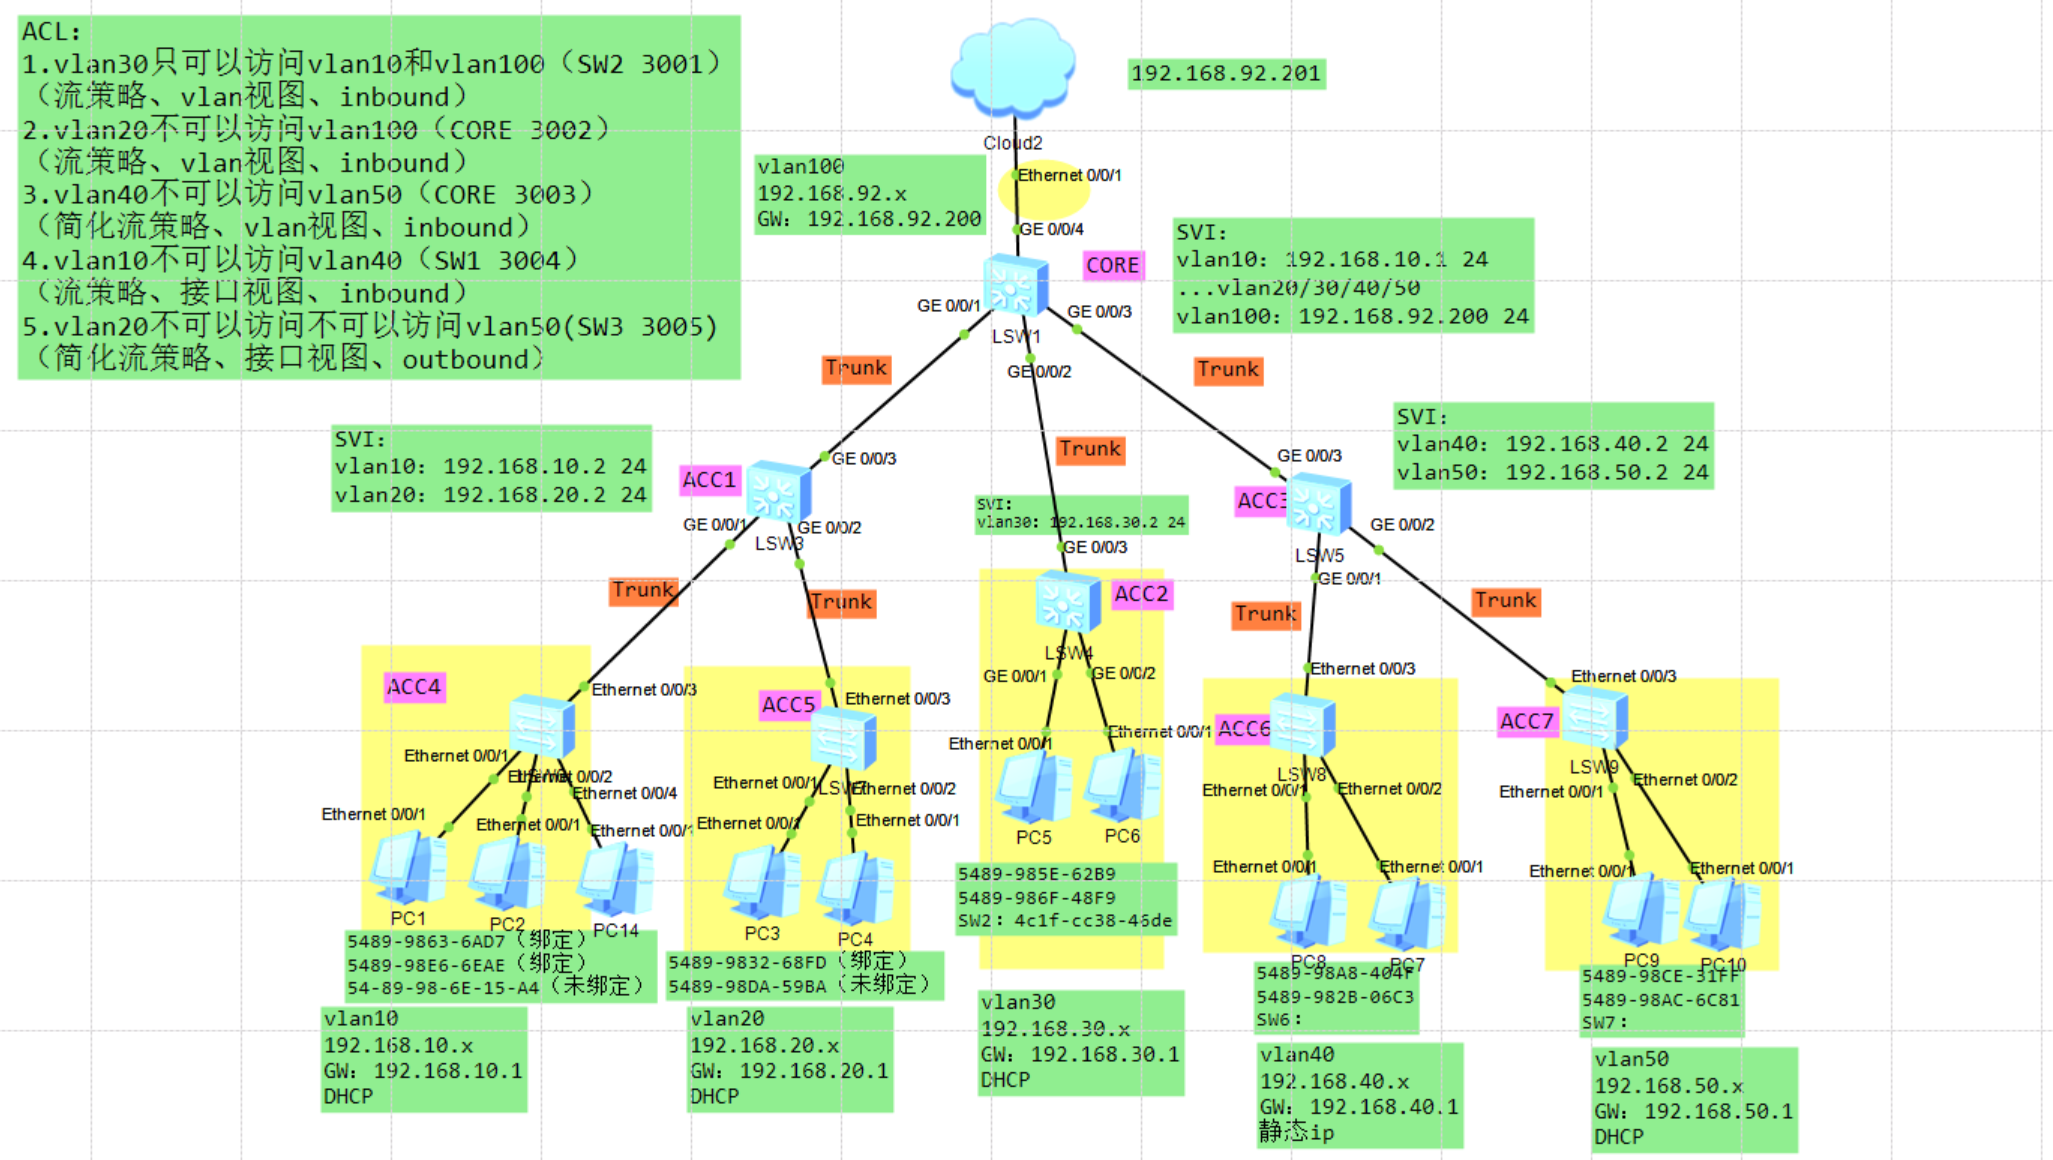 ACL:
1.vlan30只可以访问vlan10和vlan100（SW2 3001）
（流策略、vlan视图、inbound）
2.vlan20不可以访问vlan100（CORE 3002）
（流策略、vlan视图、inbound）
3.vlan40不可以访问vlan50（CORE 3003）
（简化流策略、vlan视图、inbound）
4.vlan10不可以访问vlan40（SW1 3004）
（流策略、接口视图、inbound）
5.vlan20不可以访问不可以访问vlan50(SW3 3005)
（简化流策略、接口视图、outbound）
192.168.92.201
Cloud2
Ethernet 0/0/1
vlan100
192.168.92.x
GW: 192.168.92.200
GE 0/0/4
CORE
SVI:
vlan10: 192.168.10.1 24
...vlan20/30/40/50
vlan100: 192.168.92.200 24
GE 0/0/1
GE 0/0/3
LSW1
GE 0/0/2
Trunk
Trunk
Trunk
SVI:
vlan10: 192.168.10.2 24
vlan20: 192.168.20.2 24
ACC1
GE 0/0/3
GE 0/0/1
GE 0/0/2
LSW3
SVI:
vlan30: 192.168.30.2 24
GE 0/0/3
SVI:
vlan40: 192.168.40.2 24
vlan50: 192.168.50.2 24
GE 0/0/3
ACC3
GE 0/0/2
LSW5
GE 0/0/1
Trunk
Trunk
ACC2
LSW4
GE 0/0/1
GE 0/0/2
Trunk
Trunk
ACC4
Ethernet 0/0/3
Ethernet 0/0/1
Ethernet 0/0/2
Ethernet 0/0/4
Ethernet 0/0/1
Ethernet 0/0/1
Ethernet 0/0/1
PC1
PC2
PC14
5489-9863-6AD7（绑定）
5489-98E6-6EAE（绑定）
54-89-98-6E-15-A4（未绑定）
vlan10
192.168.10.x
GW: 192.168.10.1
DHCP
ACC5
Ethernet 0/0/3
Ethernet 0/0/1
Ethernet 0/0/2
Ethernet 0/0/1
Ethernet 0/0/1
PC3
PC4
5489-9832-68FD（绑定）
5489-98DA-59BA（未绑定）
vlan20
192.168.20.x
GW: 192.168.20.1
DHCP
Ethernet 0/0/1
Ethernet 0/0/1
PC5
PC6
5489-985E-62B9
5489-986F-48F9
SW2: 4c1f-cc38-46de
vlan30
192.168.30.x
GW: 192.168.30.1
DHCP
Ethernet 0/0/3
ACC6
LSW8
Ethernet 0/0/1
Ethernet 0/0/2
Ethernet 0/0/1
Ethernet 0/0/1
PC8
PC7
5489-98A8-404F
5489-982B-06C3
SW6:
vlan40
192.168.40.x
GW: 192.168.40.1
静态ip
Ethernet 0/0/3
ACC7
LSW9
Ethernet 0/0/1
Ethernet 0/0/2
Ethernet 0/0/1
Ethernet 0/0/1
PC9
PC10
5489-98CE-31FF
5489-98AC-6C81
SW7:
vlan50
192.168.50.x
GW: 192.168.50.1
DHCP